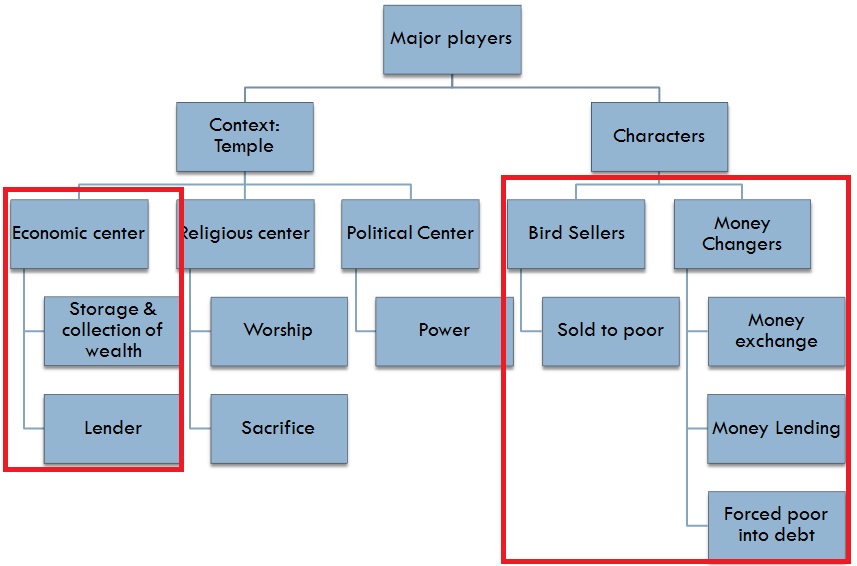 Major players
Context:
Temple
Characters
Economic center
Religious center
Political Center
Bird Sellers
Money
Changers
Storage &
collection of
wealth
Worship
Power
Sold to poor
Money
exchange
Lender
Sacrifice
Money Lending
Forced poor
into debt